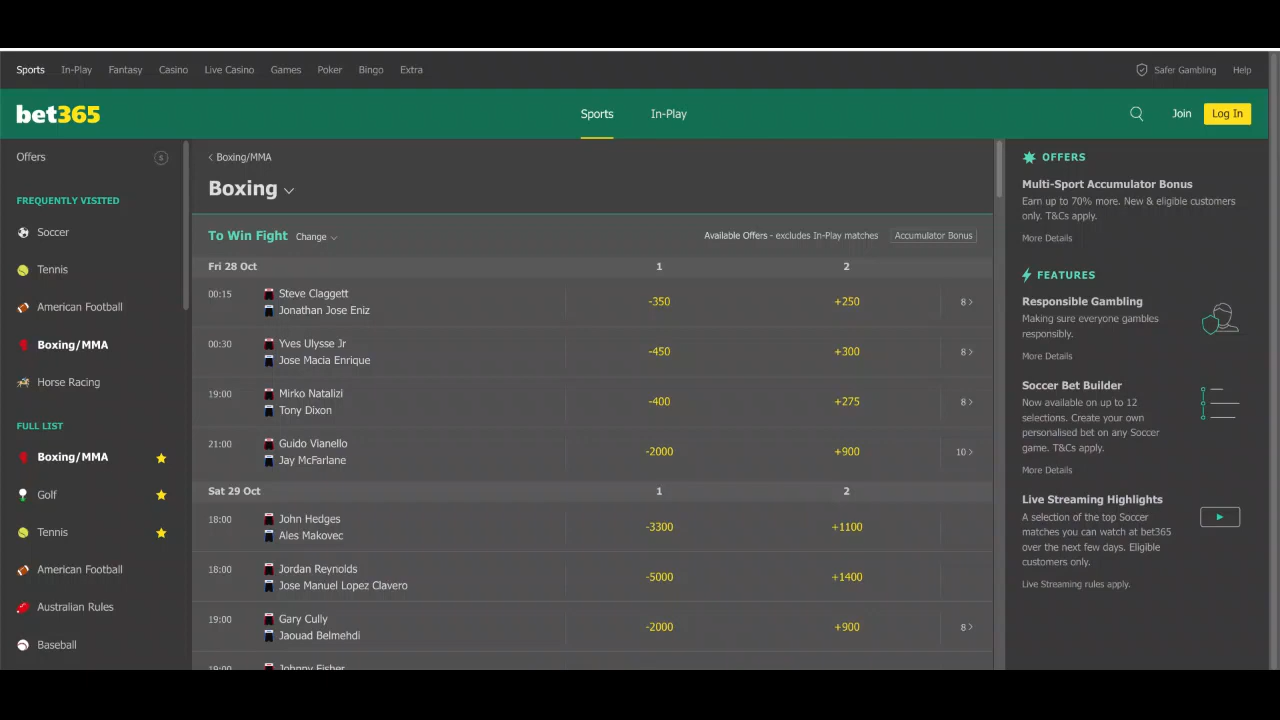 Sports In-Play Fantasy Casino Live Casino Games Poker Bingo Extra Safer Gambling Help
bet365 Sports In-Play Join Log In
Offers S
FREQUENTLY VISITED
Soccer
Tennis
American Football
Boxing/MMA
Horse Racing
FULL LIST
Boxing/MMA
Golf
Tennis
American Football
Australian Rules
Baseball
Boxing/MMA
Boxing
To Win Fight Change Available Offers - excludes In-Play matches Accumulator Bonus
Fri 28 Oct 1 2
00:15 Steve Claggett -350 +250 8
Jonathan Jose Eniz
00:30 Yves Ulysse Jr -450 +300 8
Jose Macia Enrique
19:00 Mirko Natalizi -400 +275 8
Tony Dixon
21:00 Guido Vianello -2000 +900 10
Jay McFarlane
Sat 29 Oct 1 2
18:00 John Hedges -3300 +1100
Ales Makovec
18:00 Jordan Reynolds -5000 +1400
Jose Manuel Lopez Clavero
19:00 Gary Cully -2000 +900 8
Jaouad Belmehdi
19:00 Johnny Fisher
OFFERS
Multi-Sport Accumulator Bonus
Earn up to 70% more. New & eligible customers
only. T&Cs apply.
More Details
FEATURES
Responsible Gambling
Making sure everyone gambles
responsibly.
More Details
Soccer Bet Builder
Now available on up to 12
selections. Create your own
personalised bet on any Soccer
game. T&Cs apply.
More Details
Live Streaming Highlights
A selection of the top Soccer
matches you can watch at bet365
over the next few days. Eligible
customers only.
Live Streaming rules apply.